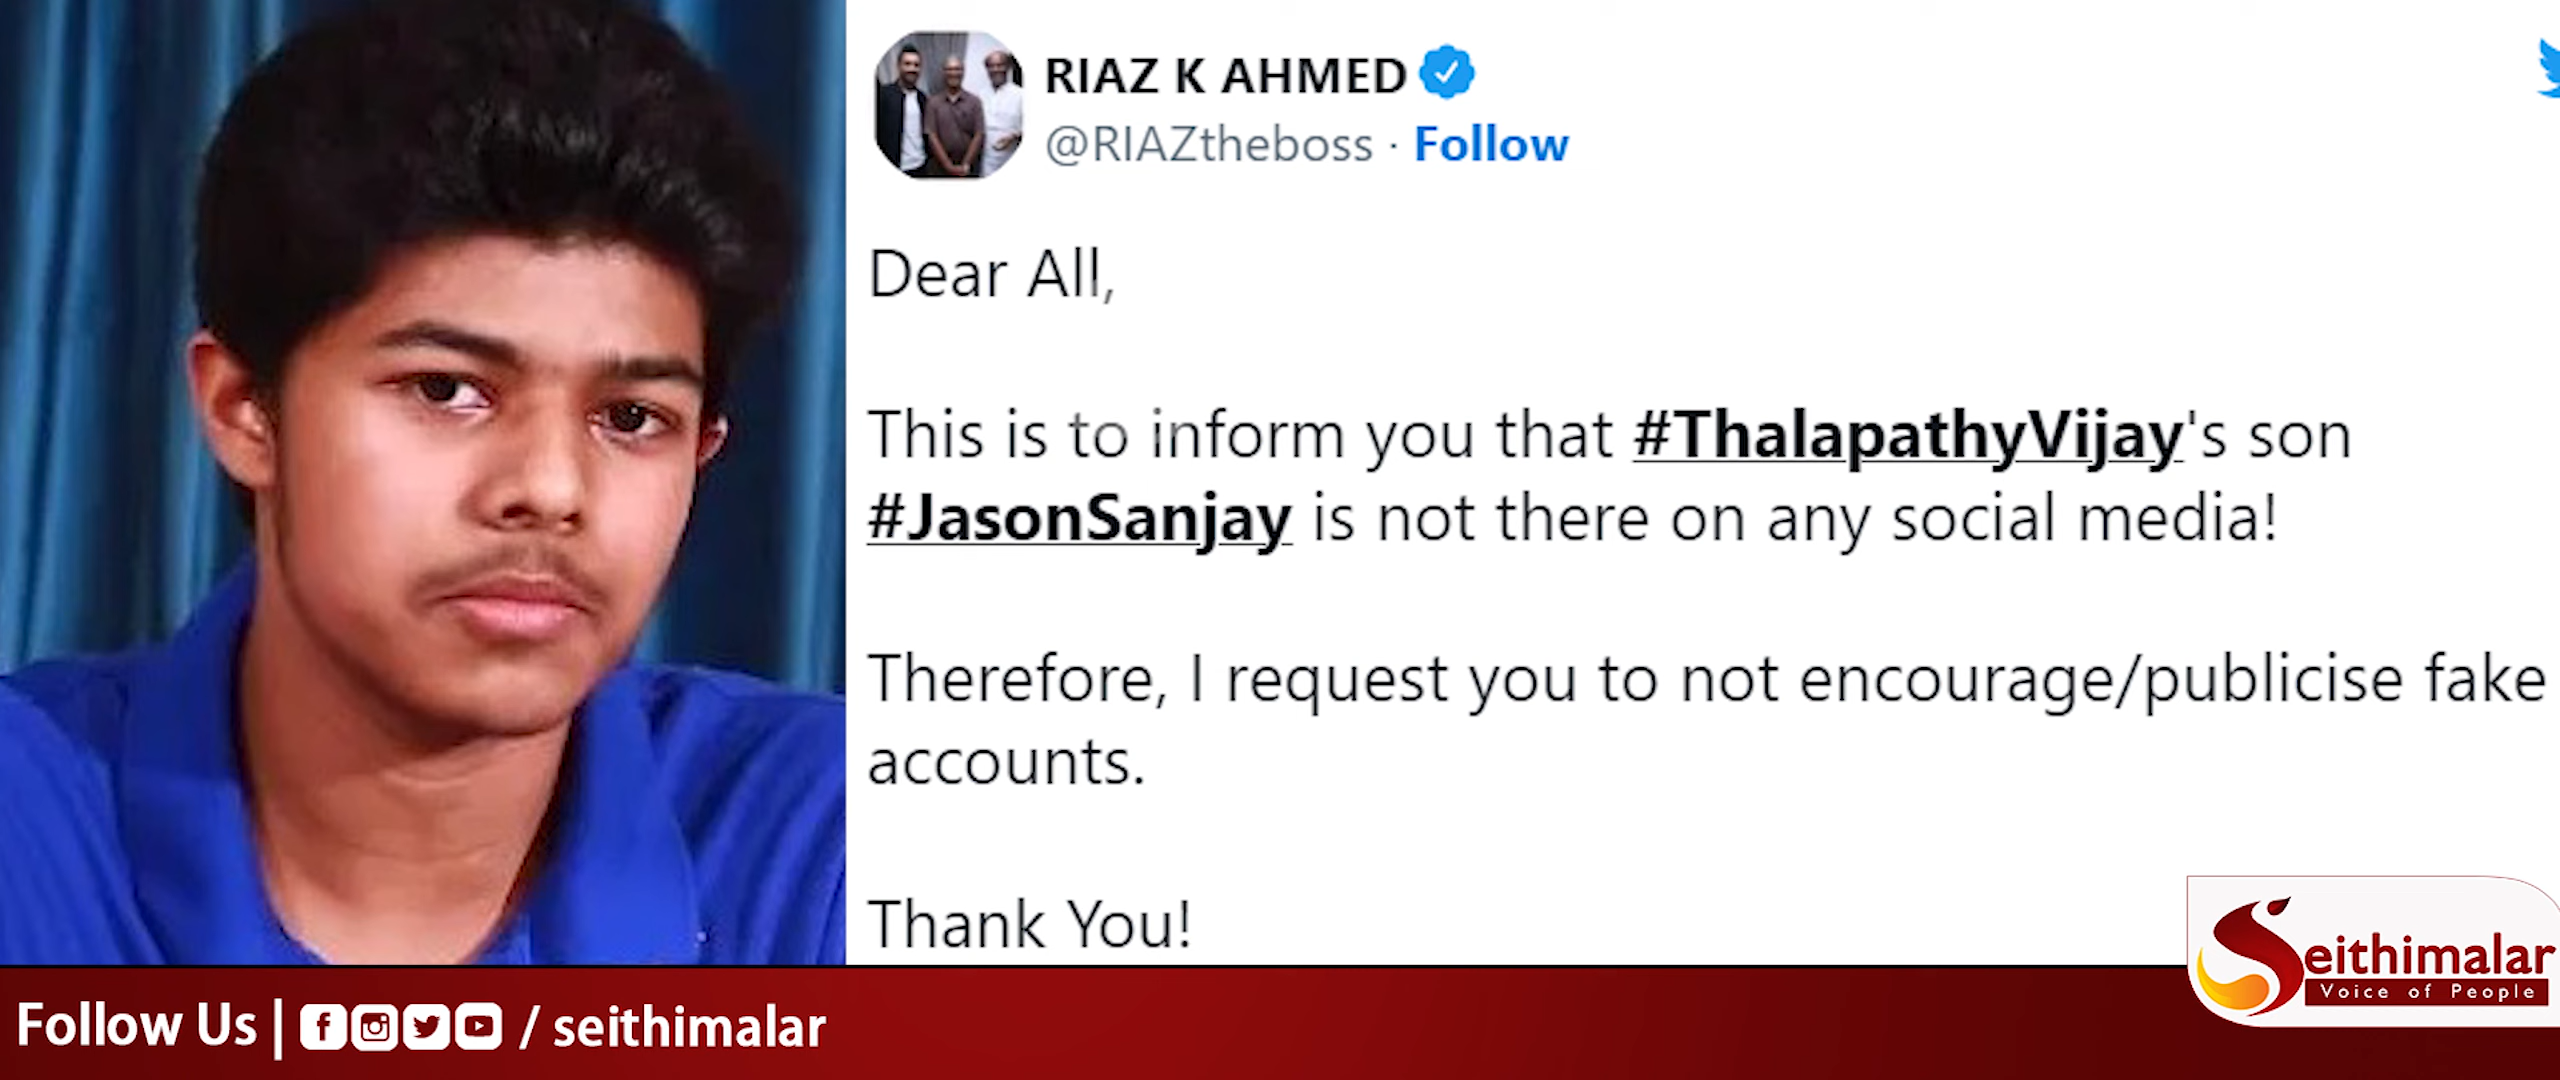 RIAZ K AHMED
@RIAZtheboss · Follow
Dear All,
This is to inform you that #ThalapathyVijay's son
#JasonSanjay is not there on any social media!
Therefore, I request you to not encourage/publicise fake
accounts.
Thank You!
Seithimalar
Voice of People
Follow Us | / seithimalar